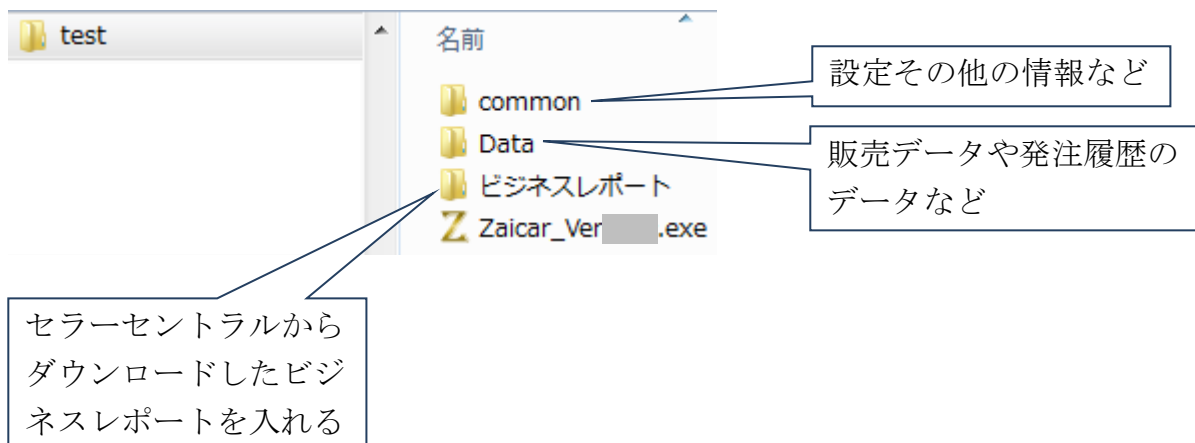 test
名前
common
Data
ビジネスレポート
Zaicar_Ver .exe
設定その他の情報など
販売データや発注履歴の
データなど
セラーセントラルから
ダウンロードしたビジ
ネスレポートを入れる